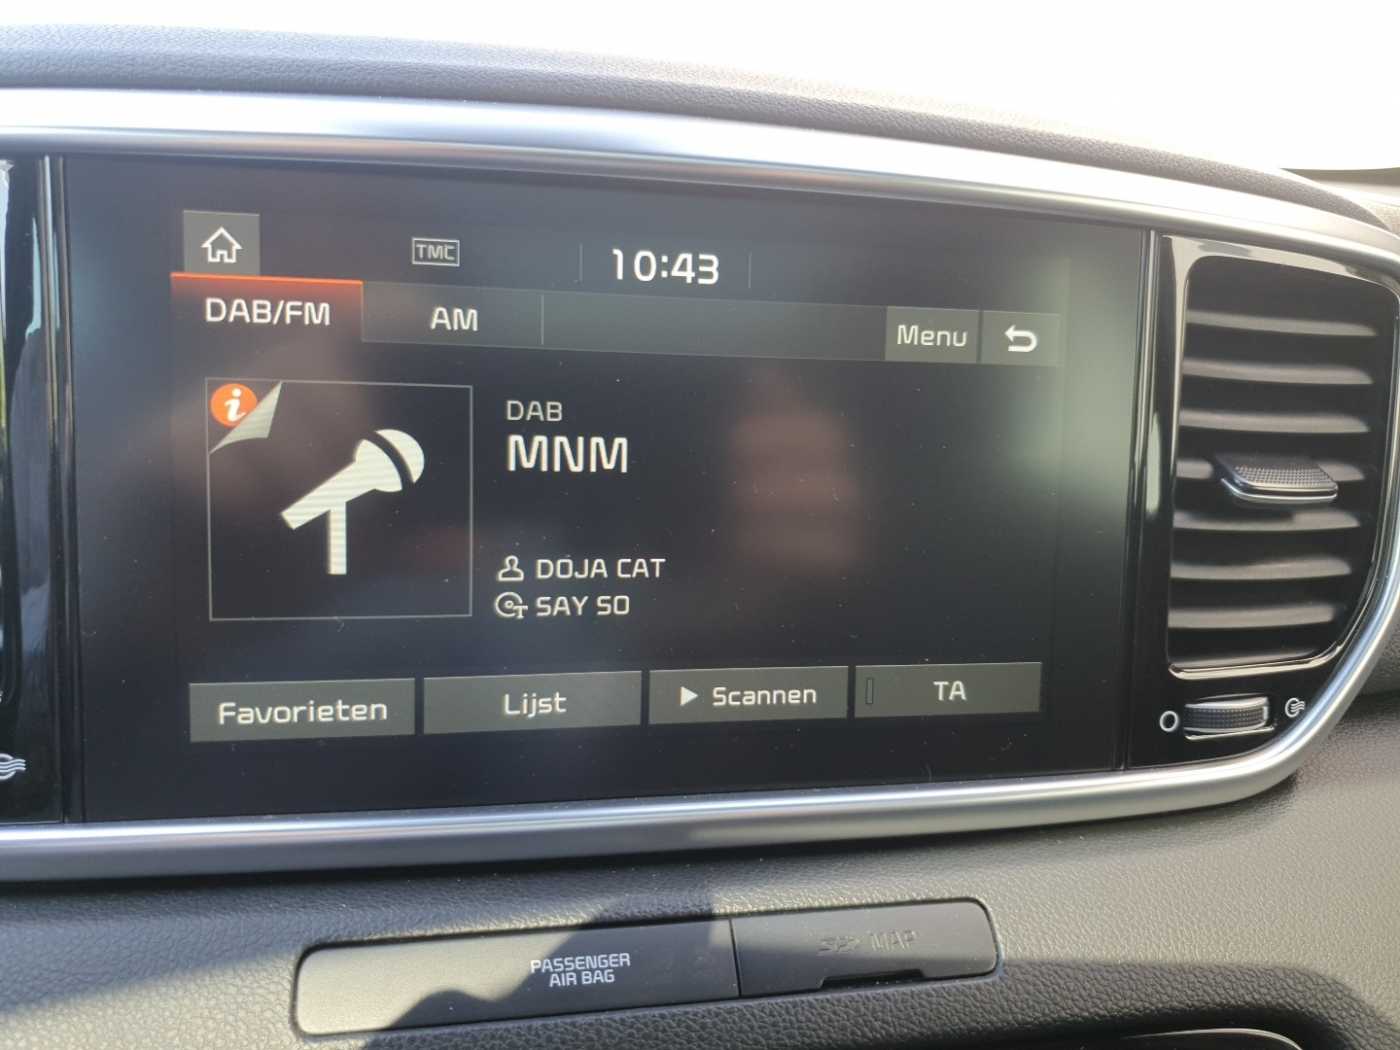 TMC
10:43
DAB/FM
AM
Menu
i
DAB
MNM
DOJA CAT
SAY SO
Favorieten
Lijst
Scannen
TA
PASSENGER
AIR BAG
MAP